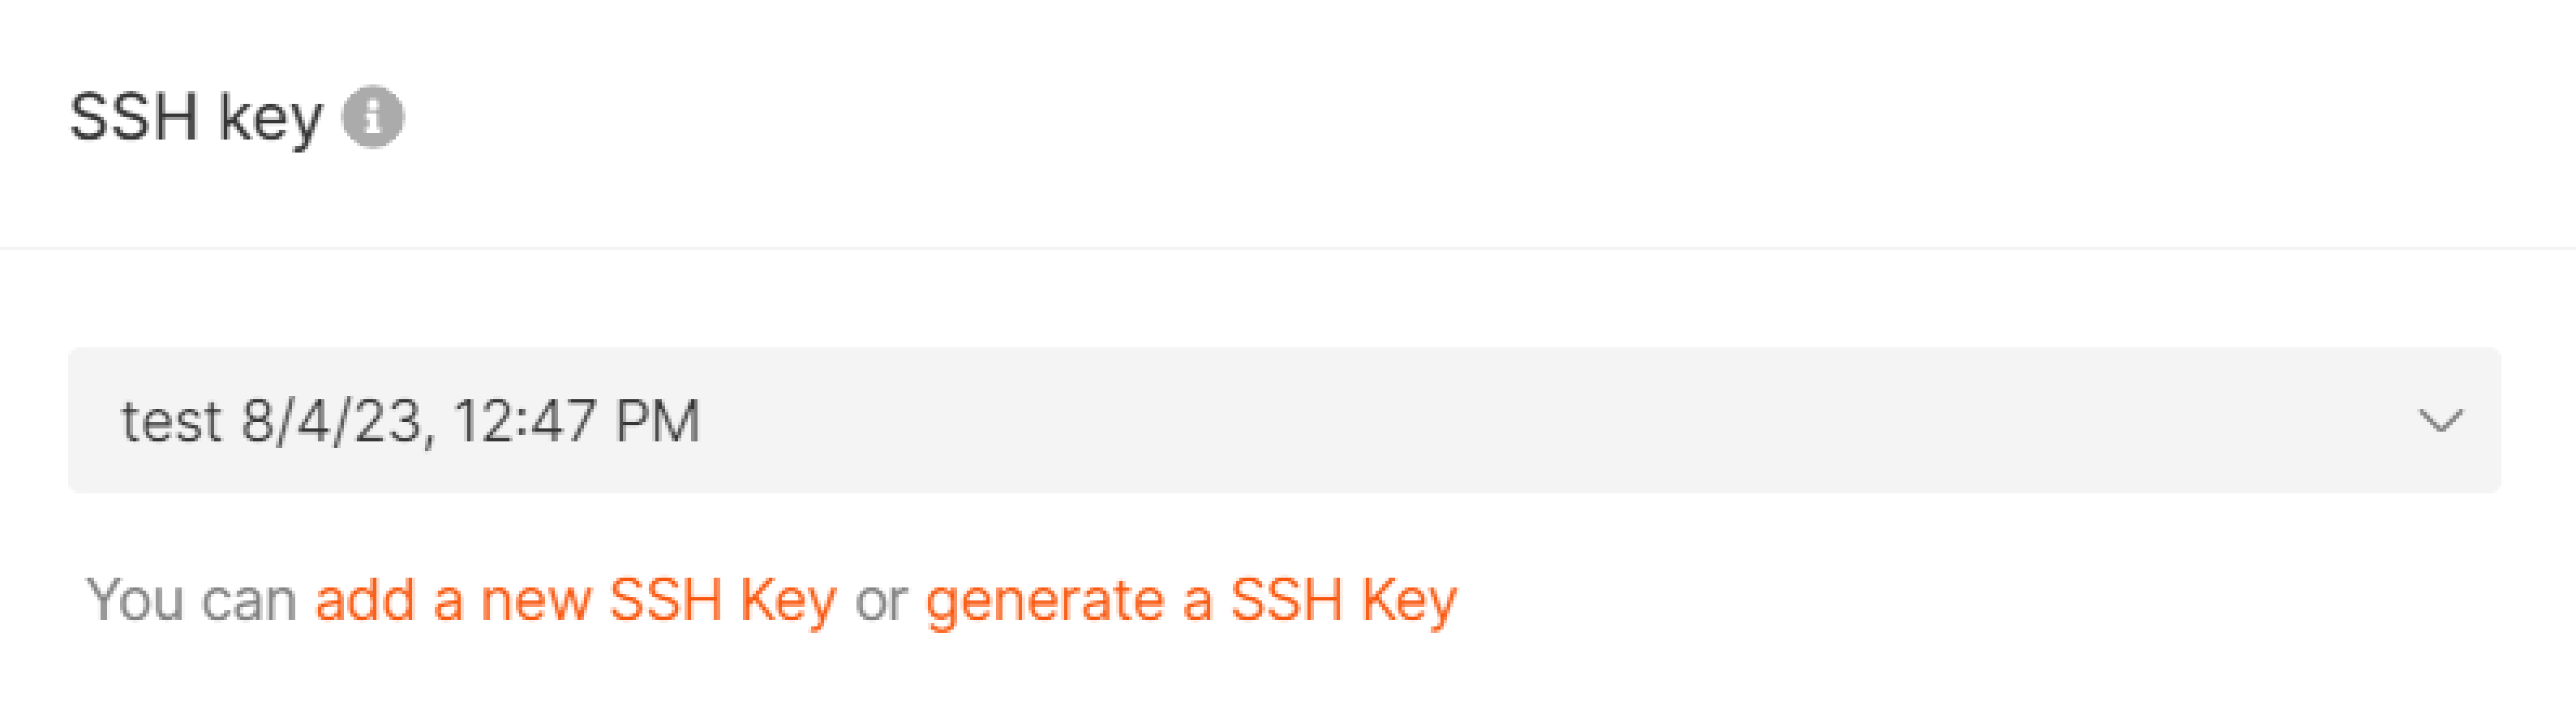 SSH key
test 8/4/23, 12:47 PM
You can add a new SSH Key or generate a SSH Key